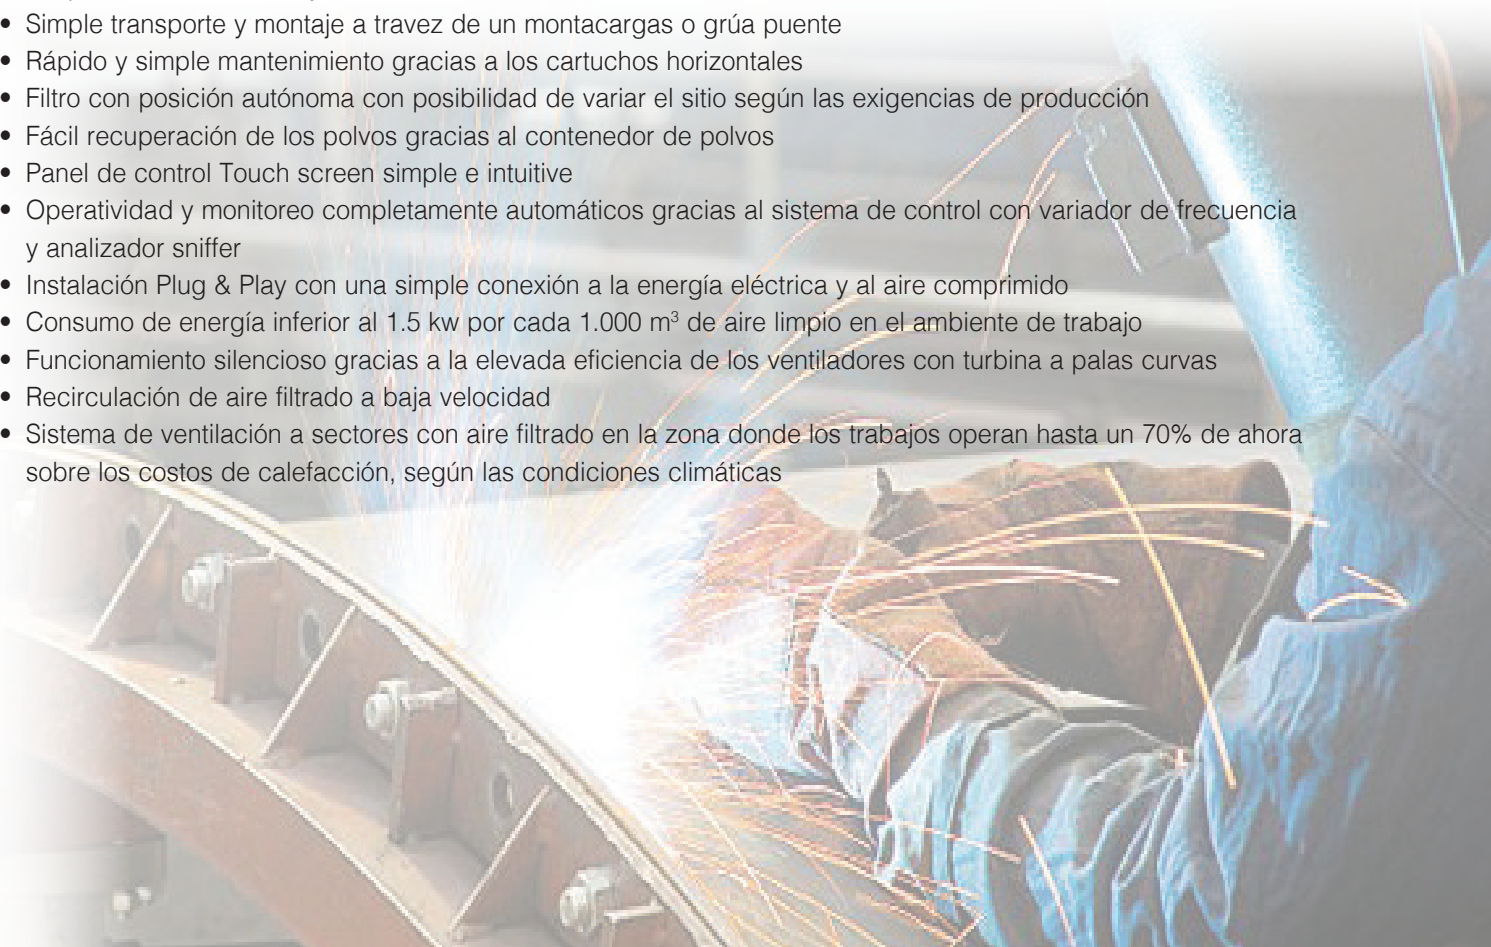 • Simple transporte y montaje a travez de un montacargas o grúa puente
• Rápido y simple mantenimiento gracias a los cartuchos horizontales
• Filtro con posición autónoma con posibilidad de variar el sitio según las exigencias de producción
• Fácil recuperación de los polvos gracias al contenedor de polvos
• Panel de control Touch screen simple e intuitive
• Operatividad y monitoreo completamente automáticos gracias al sistema de control con variador de frecuencia
y analizador sniffer
• Instalación Plug & Play con una simple conexión a la energía eléctrica y al aire comprimido
• Consumo de energía inferior al 1.5 kw por cada 1.000 m³ de aire limpio en el ambiente de trabajo
• Funcionamiento silencioso gracias a la elevada eficiencia de los ventiladores con turbina a palas curvas
• Recirculación de aire filtrado a baja velocidad
• Sistema de ventilación a sectores con aire filtrado en la zona donde los trabajos operan hasta un 70% de ahora
sobre los costos de calefacción, según las condiciones climáticas